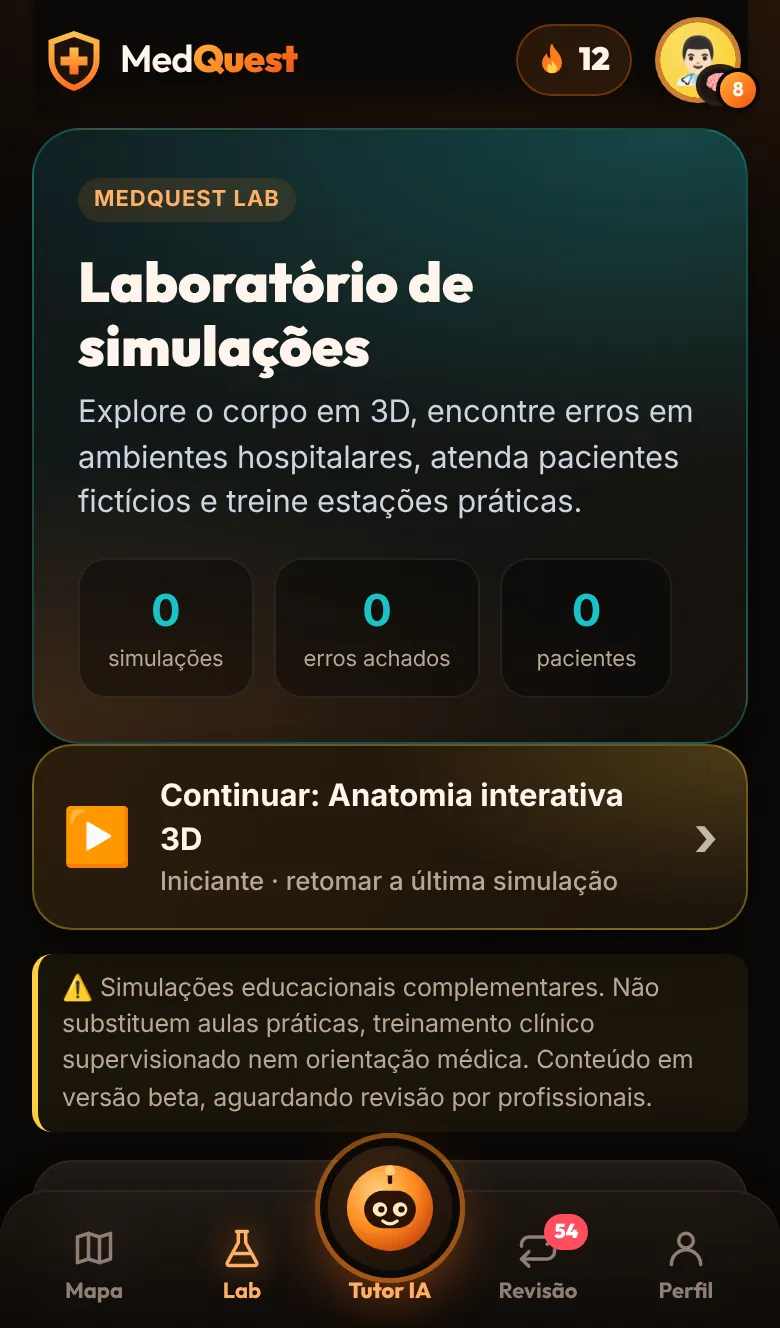 MedQuest
12
8
MEDQUEST LAB
Laboratório de
simulações
Explore o corpo em 3D, encontre erros em
ambientes hospitalares, atenda pacientes
fictícios e treine estações práticas.
0
simulações
0
erros achados
0
pacientes
Continuar: Anatomia interativa
3D
Iniciante · retomar a última simulação
⚠️ Simulações educacionais complementares. Não
substituem aulas práticas, treinamento clínico
supervisionado nem orientação médica. Conteúdo em
versão beta, aguardando revisão por profissionais.
Mapa
Lab
Tutor IA
54
Revisão
Perfil